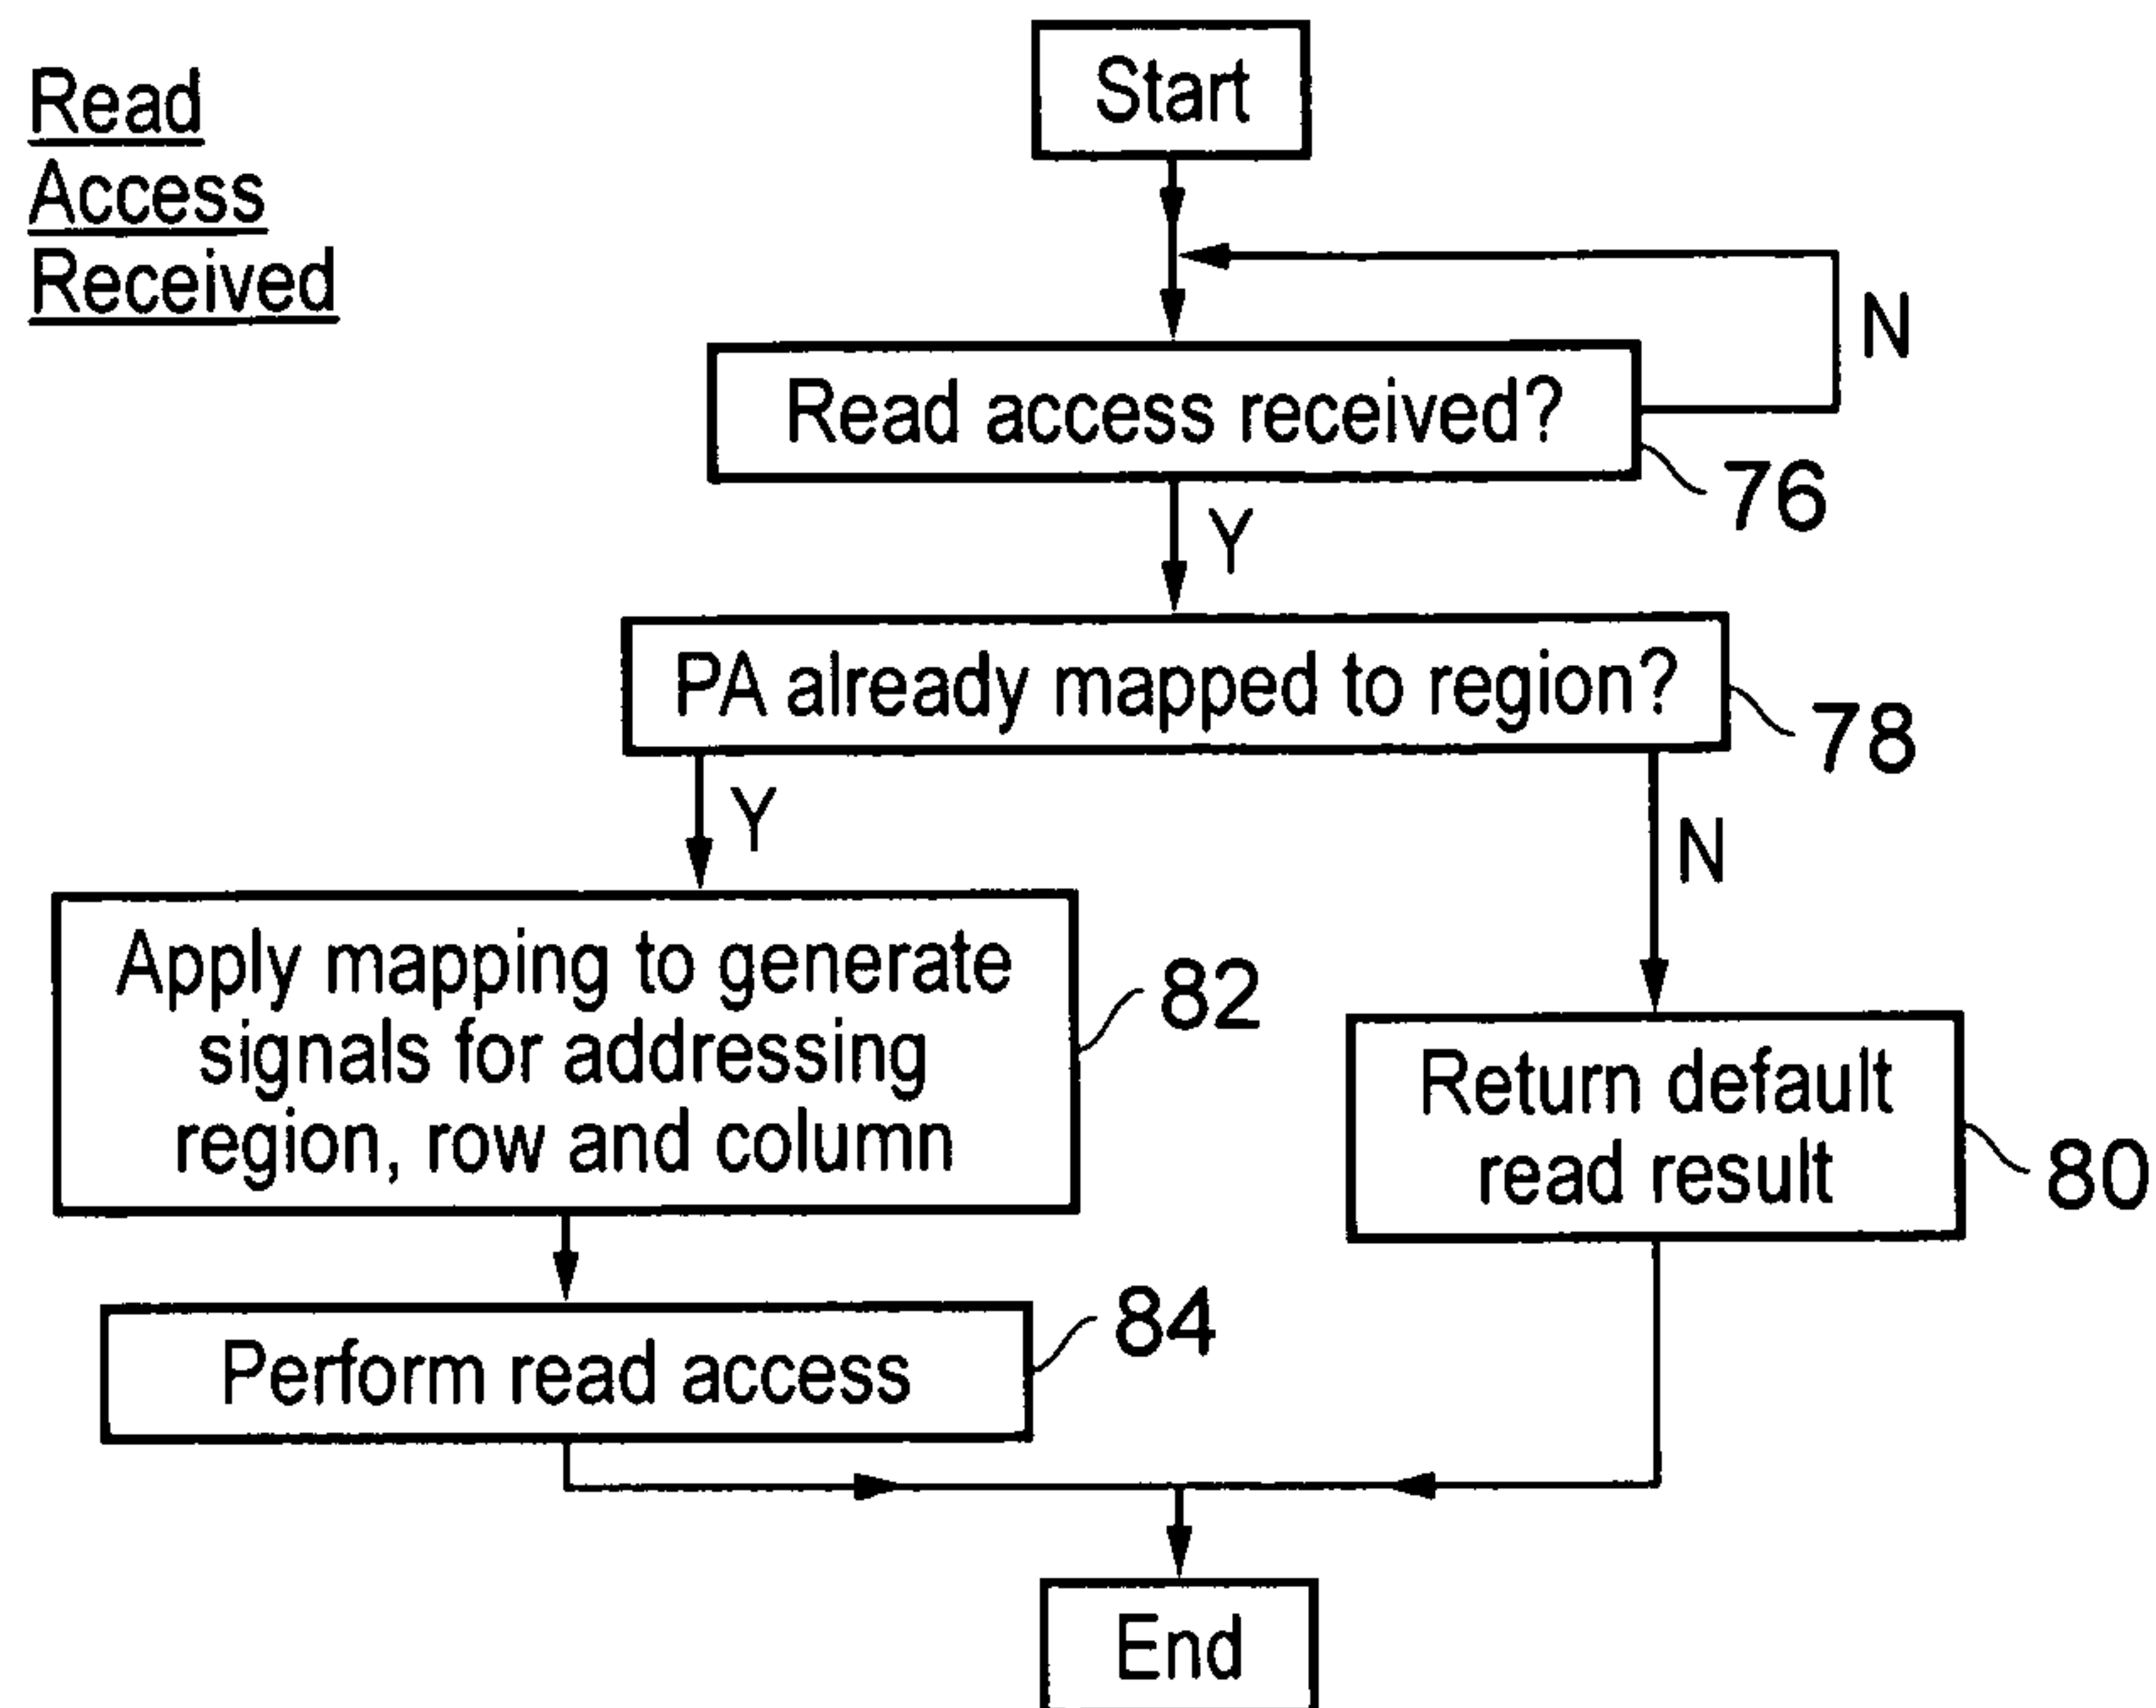 Read
Access
Received
Start
N
Read access received?
76
Y
PA already mapped to region?
78
Y
N
Apply mapping to generate
signals for addressing
region, row and column
82
Return default
read result
80
Perform read access
84
End